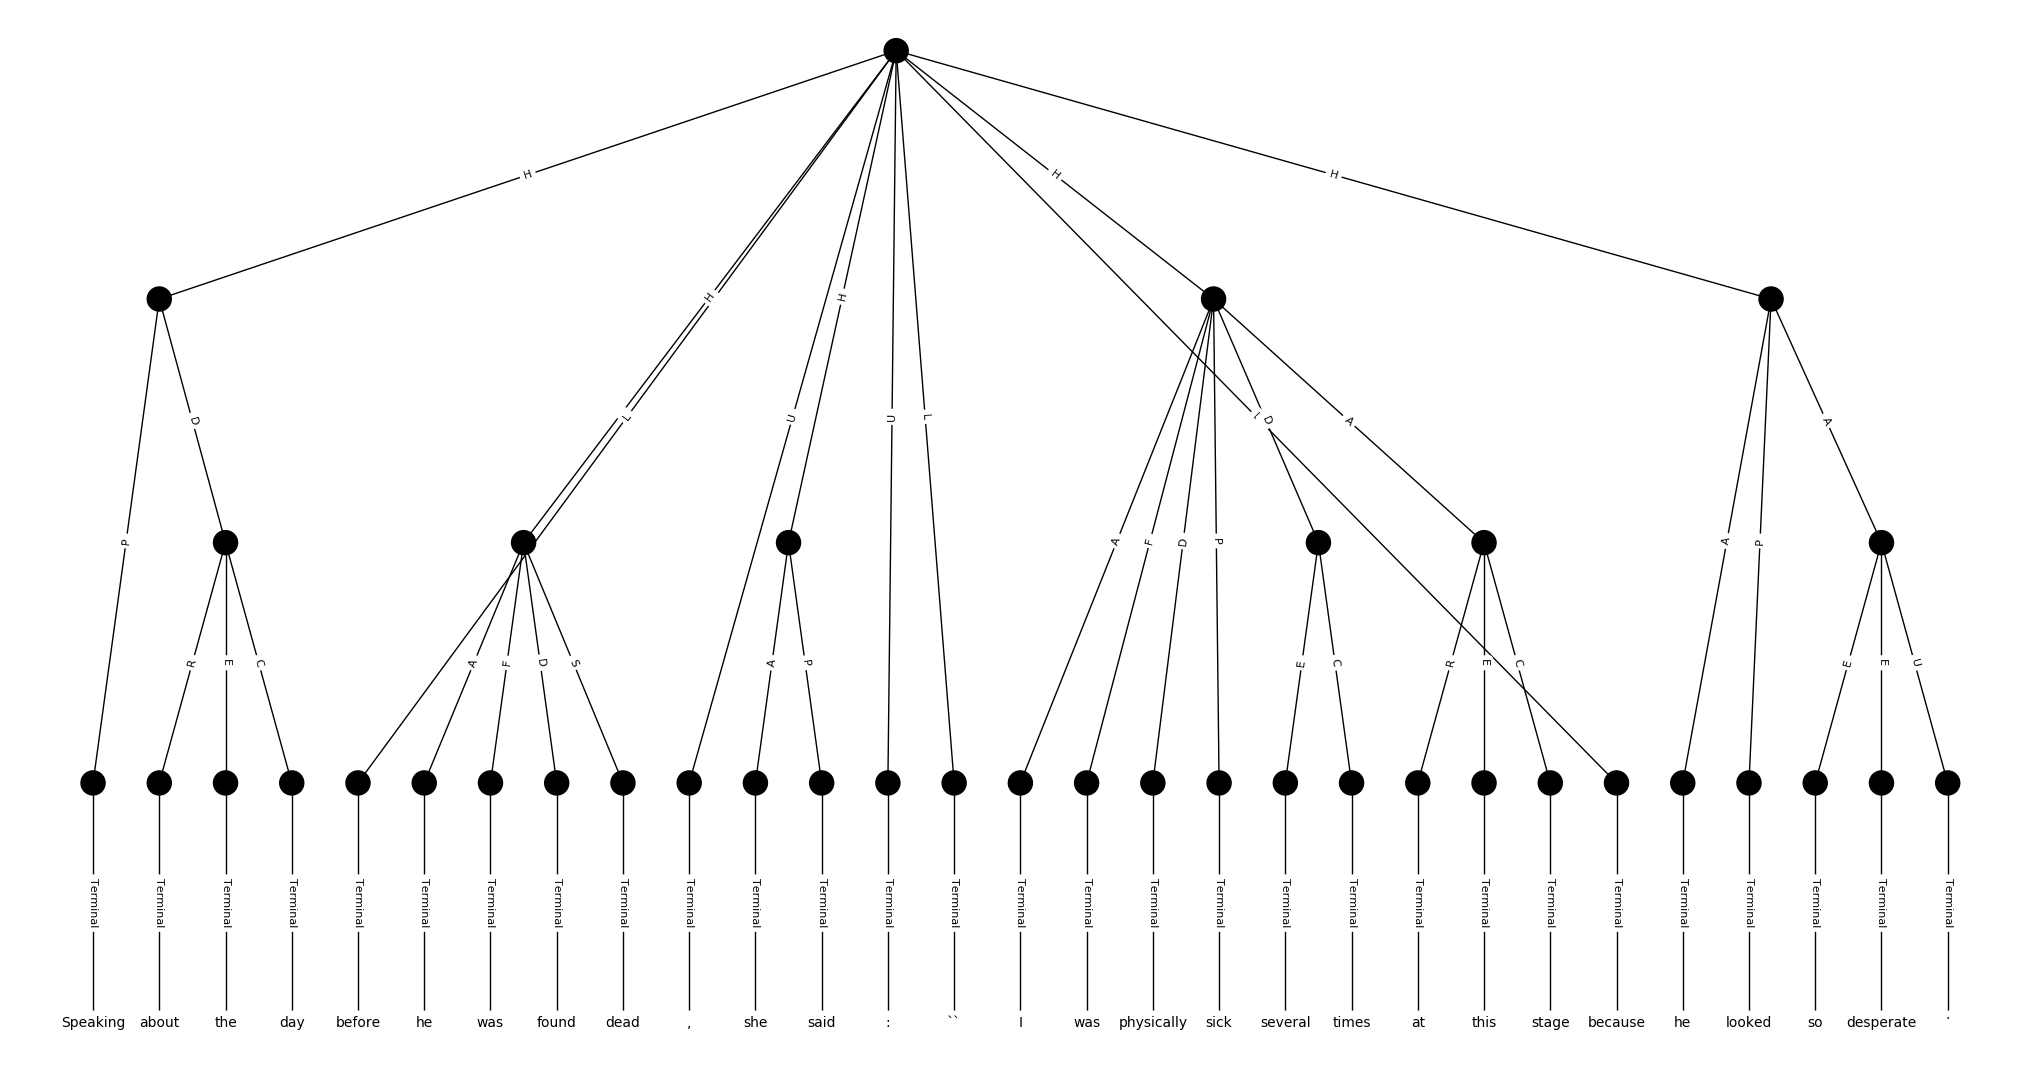 H H H
H H
D L U U L L D A A
P A F D P A P
R E C A F D S A P E C R E C E E U
Terminal Terminal Terminal Terminal Terminal Terminal Terminal Terminal Terminal Terminal Terminal Terminal Terminal Terminal Terminal Terminal Terminal Terminal Terminal Terminal Terminal Terminal Terminal Terminal Terminal Terminal Terminal Terminal Terminal
Speaking about the day before he was found dead , she said : `` I was physically sick several times at this stage because he looked so desperate .